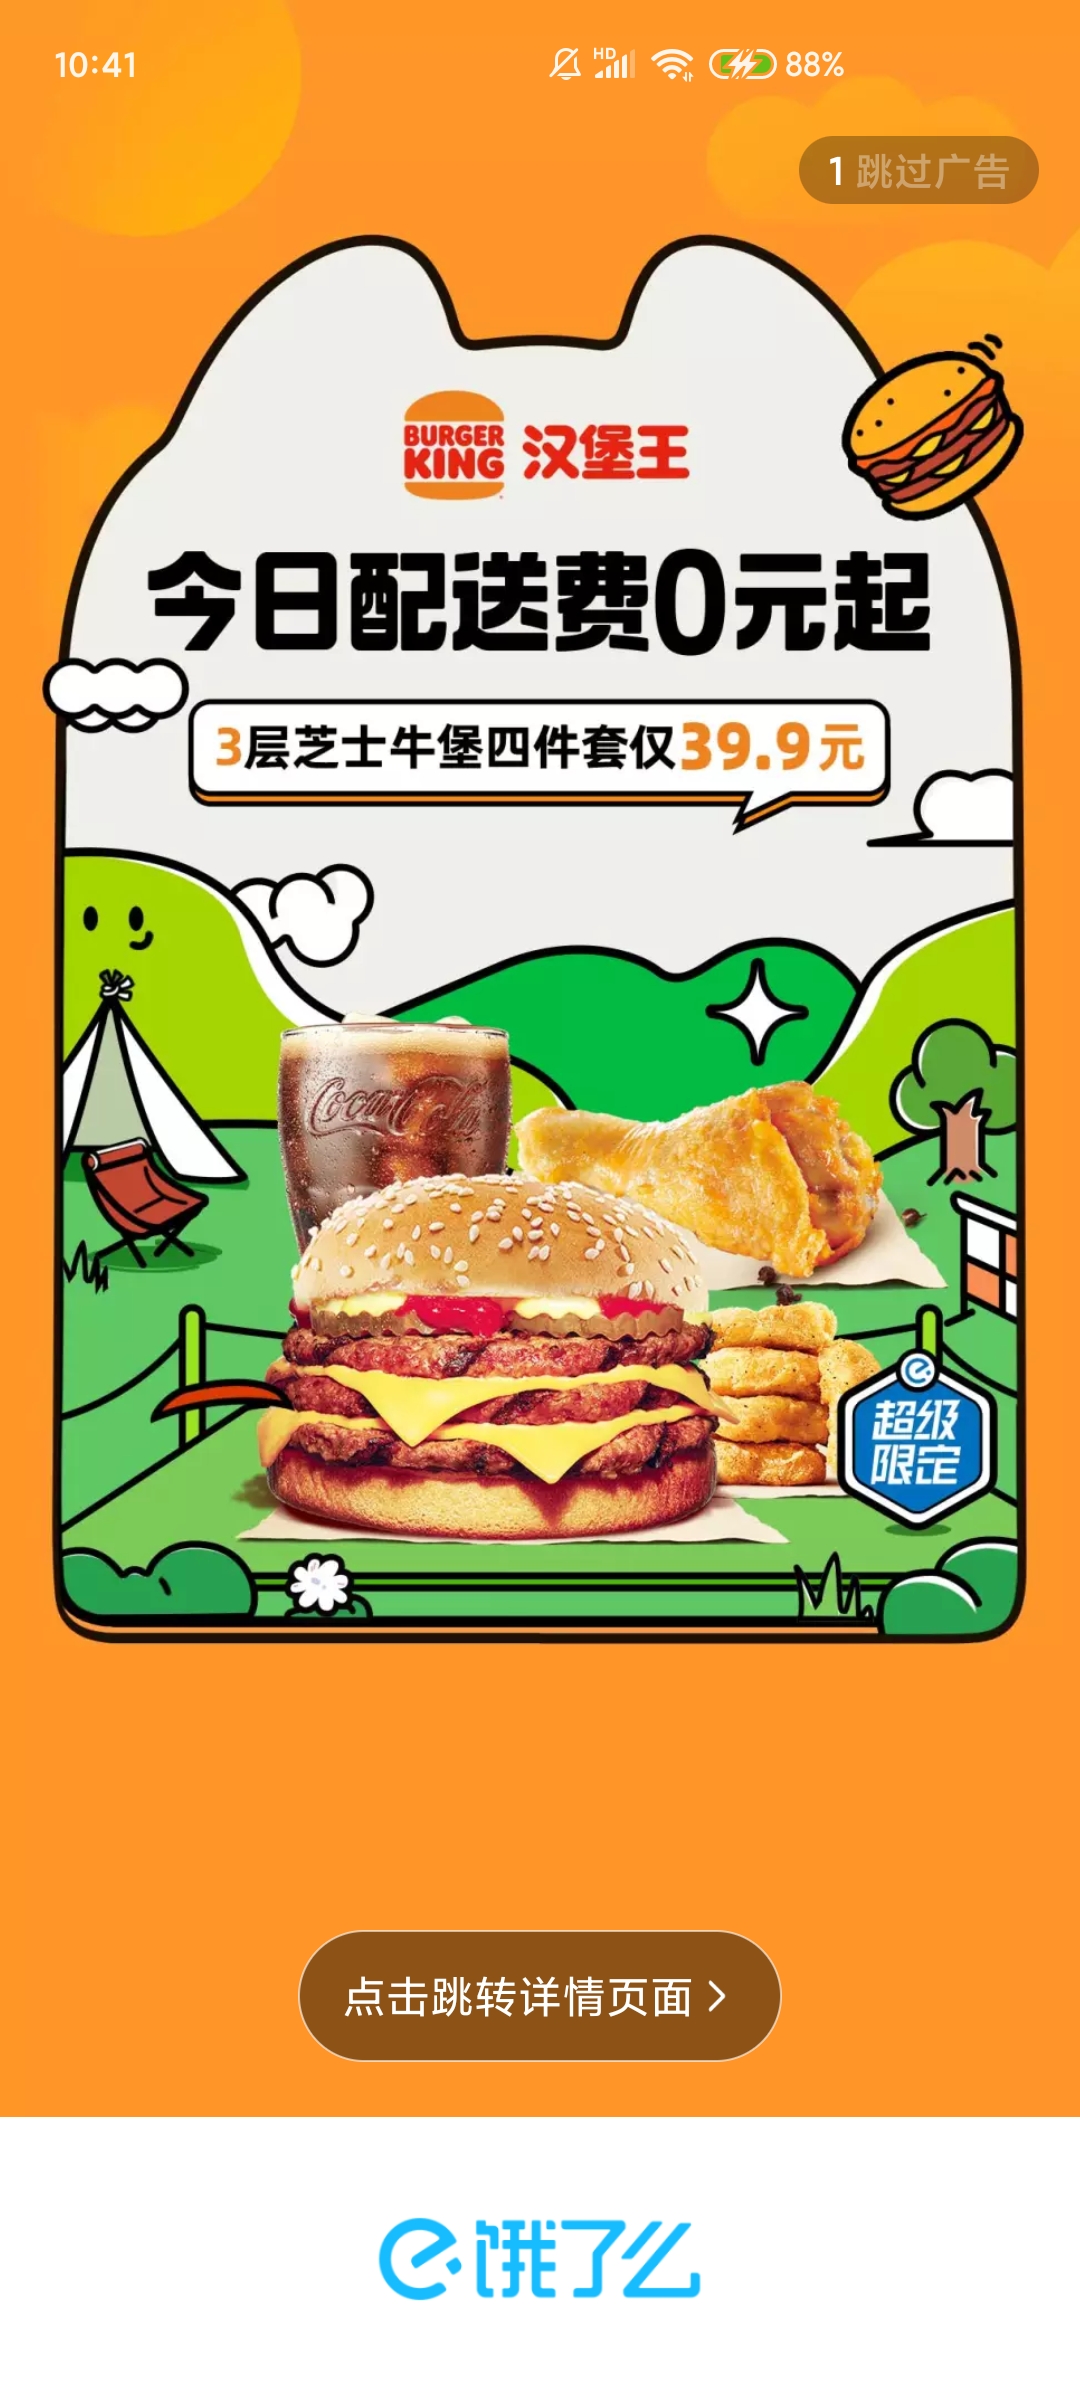 10:41
HD
88%
1 跳过广告
BURGER
KING
汉堡王
今日配送费0元起
3层芝士牛堡四件套仅39.9元
Coca-Cola
超级
限定
点击跳转详情页面 >
饿了么